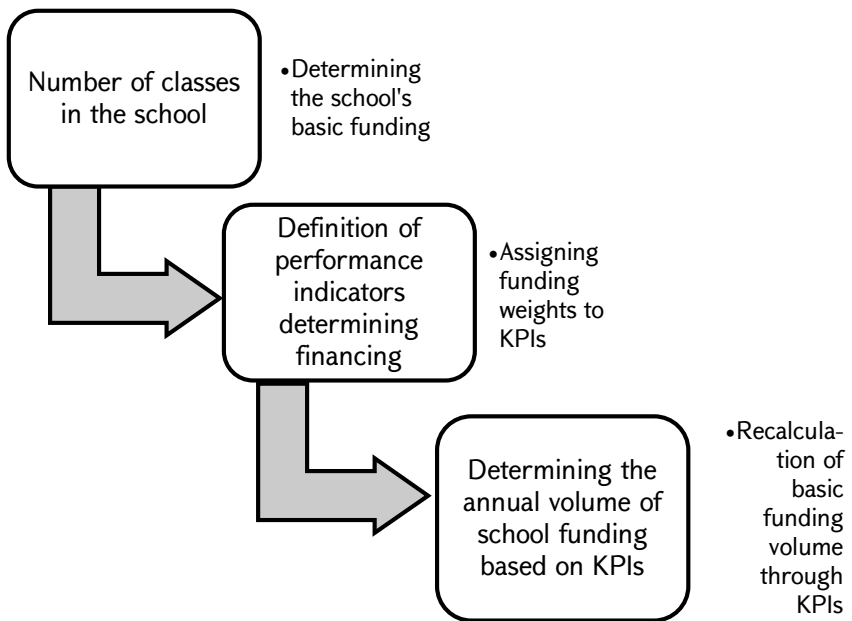 Number of classes
in the school
•Determining
the school's
basic funding
Definition of
performance
indicators
determining
financing
•Assigning
funding
weights to
KPIs
Determining the
annual volume of
school funding
based on KPIs
•Recalcula-
tion of
basic
funding
volume
through
KPIs